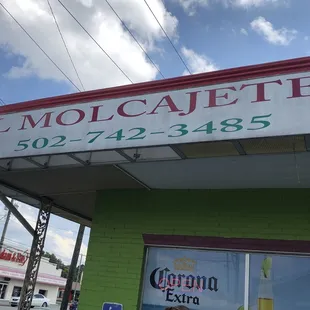 L MOLCAJETE
502-742-3485
Corona
Extra